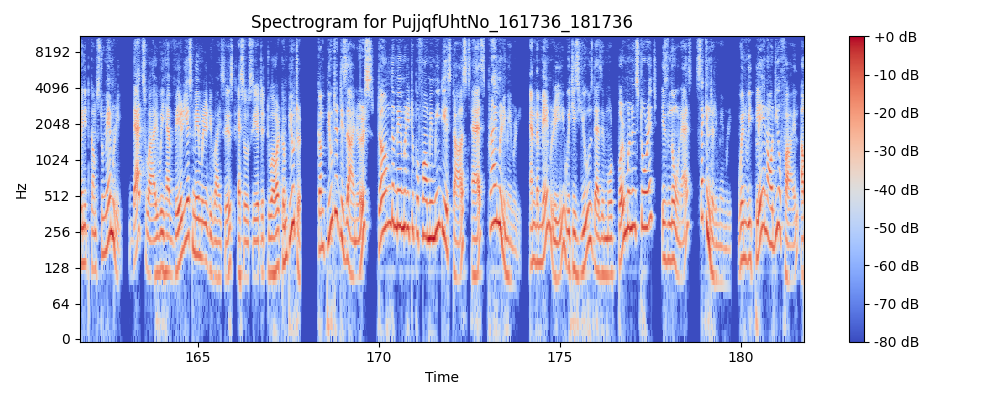 Spectrogram for PujjqfUhtNo_161736_181736
8192
4096
2048
1024
512
256
128
64
0
Hz
165
170
175
180
Time
+0 dB
-10 dB
-20 dB
-30 dB
-40 dB
-50 dB
-60 dB
-70 dB
-80 dB